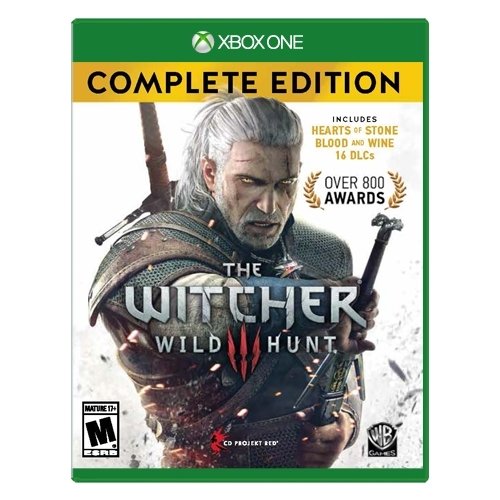 XBOX ONE
COMPLETE EDITION
INCLUDES
HEARTS OF STONE
BLOOD AND WINE
16 DLCs
OVER 800
AWARDS
THE
WITCHER
WILD III HUNT
MATURE 17+
M
ESRB
CD PROJEKT RED
WB
GAMES